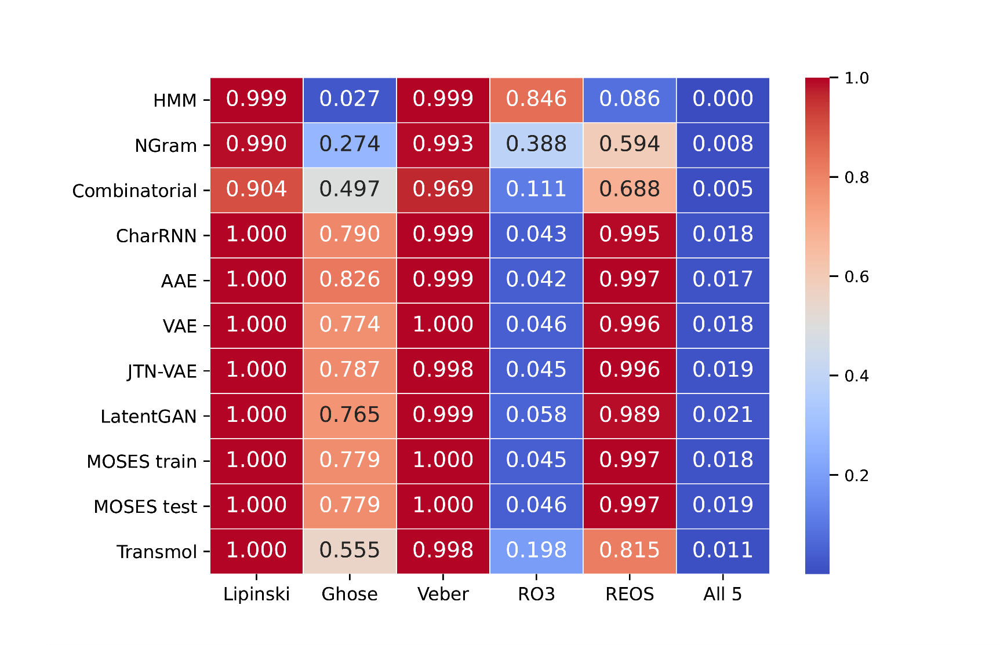 HMM 0.999 0.027 0.999 0.846 0.086 0.000
NGram 0.990 0.274 0.993 0.388 0.594 0.008
Combinatorial 0.904 0.497 0.969 0.111 0.688 0.005
CharRNN 1.000 0.790 0.999 0.043 0.995 0.018
AAE 1.000 0.826 0.999 0.042 0.997 0.017
VAE 1.000 0.774 1.000 0.046 0.996 0.018
JTN-VAE 1.000 0.787 0.998 0.045 0.996 0.019
LatentGAN 1.000 0.765 0.999 0.058 0.989 0.021
MOSES train 1.000 0.779 1.000 0.045 0.997 0.018
MOSES test 1.000 0.779 1.000 0.046 0.997 0.019
Transmol 1.000 0.555 0.998 0.198 0.815 0.011
Lipinski Ghose Veber RO3 REOS All 5
1.0
0.8
0.6
0.4
0.2